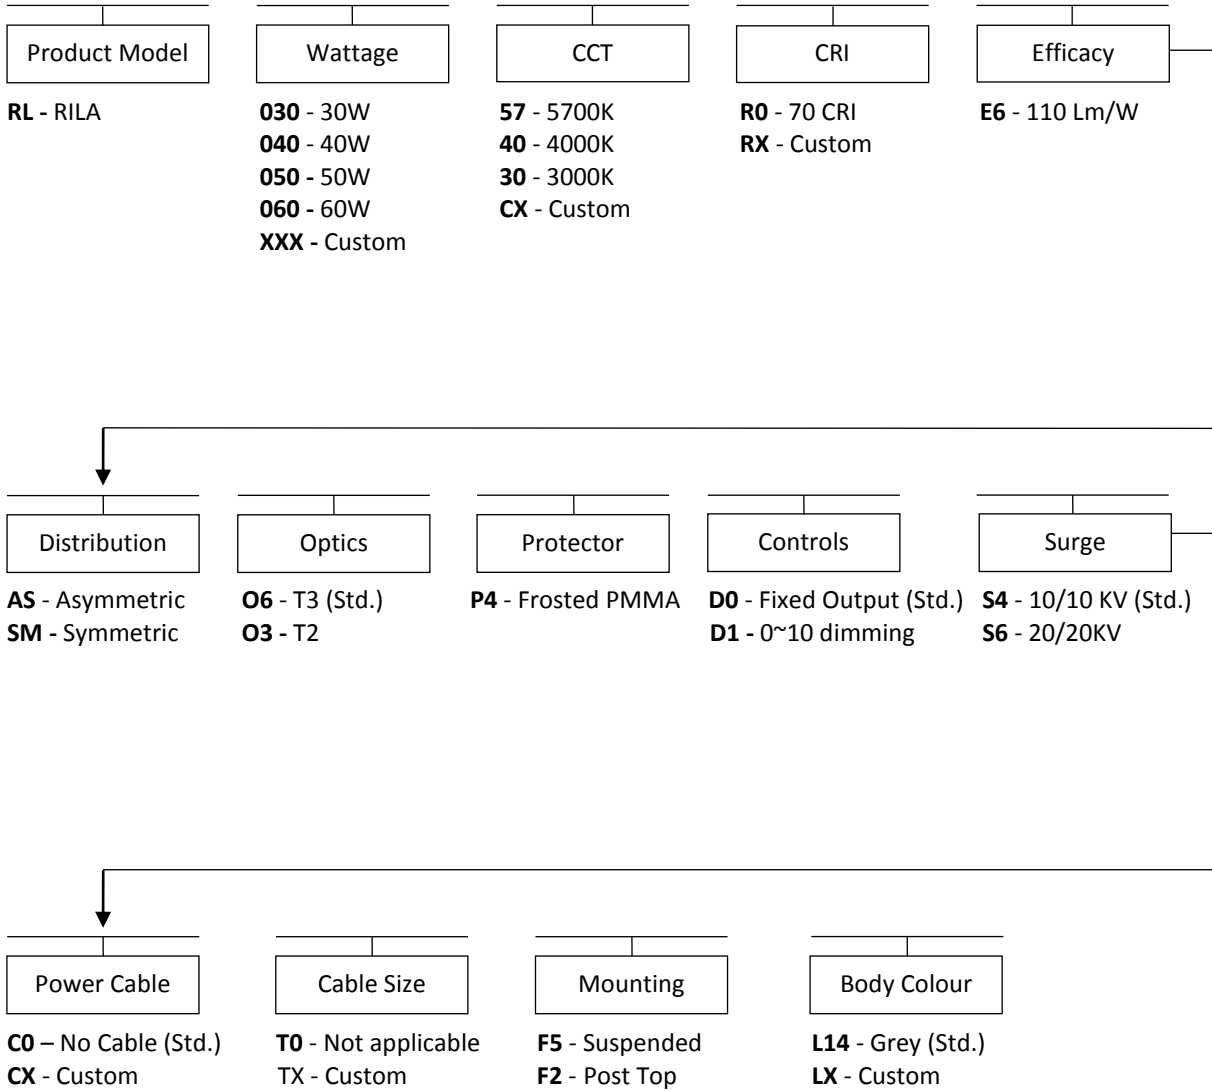 Product Model
Wattage
CCT
CRI
Efficacy
RL - RILA
030 - 30W
040 - 40W
050 - 50W
060 - 60W
XXX - Custom
57 - 5700K
40 - 4000K
30 - 3000K
CX - Custom
R0 - 70 CRI
RX - Custom
E6 - 110 Lm/W
Distribution
Optics
Protector
Controls
Surge
AS - Asymmetric
SM - Symmetric
O6 - T3 (Std.)
O3 - T2
P4 - Frosted PMMA
D0 - Fixed Output (Std.)
D1 - 0~10 dimming
S4 - 10/10 KV (Std.)
S6 - 20/20KV
Power Cable
Cable Size
Mounting
Body Colour
C0 – No Cable (Std.)
CX - Custom
T0 - Not applicable
TX - Custom
F5 - Suspended
F2 - Post Top
L14 - Grey (Std.)
LX - Custom